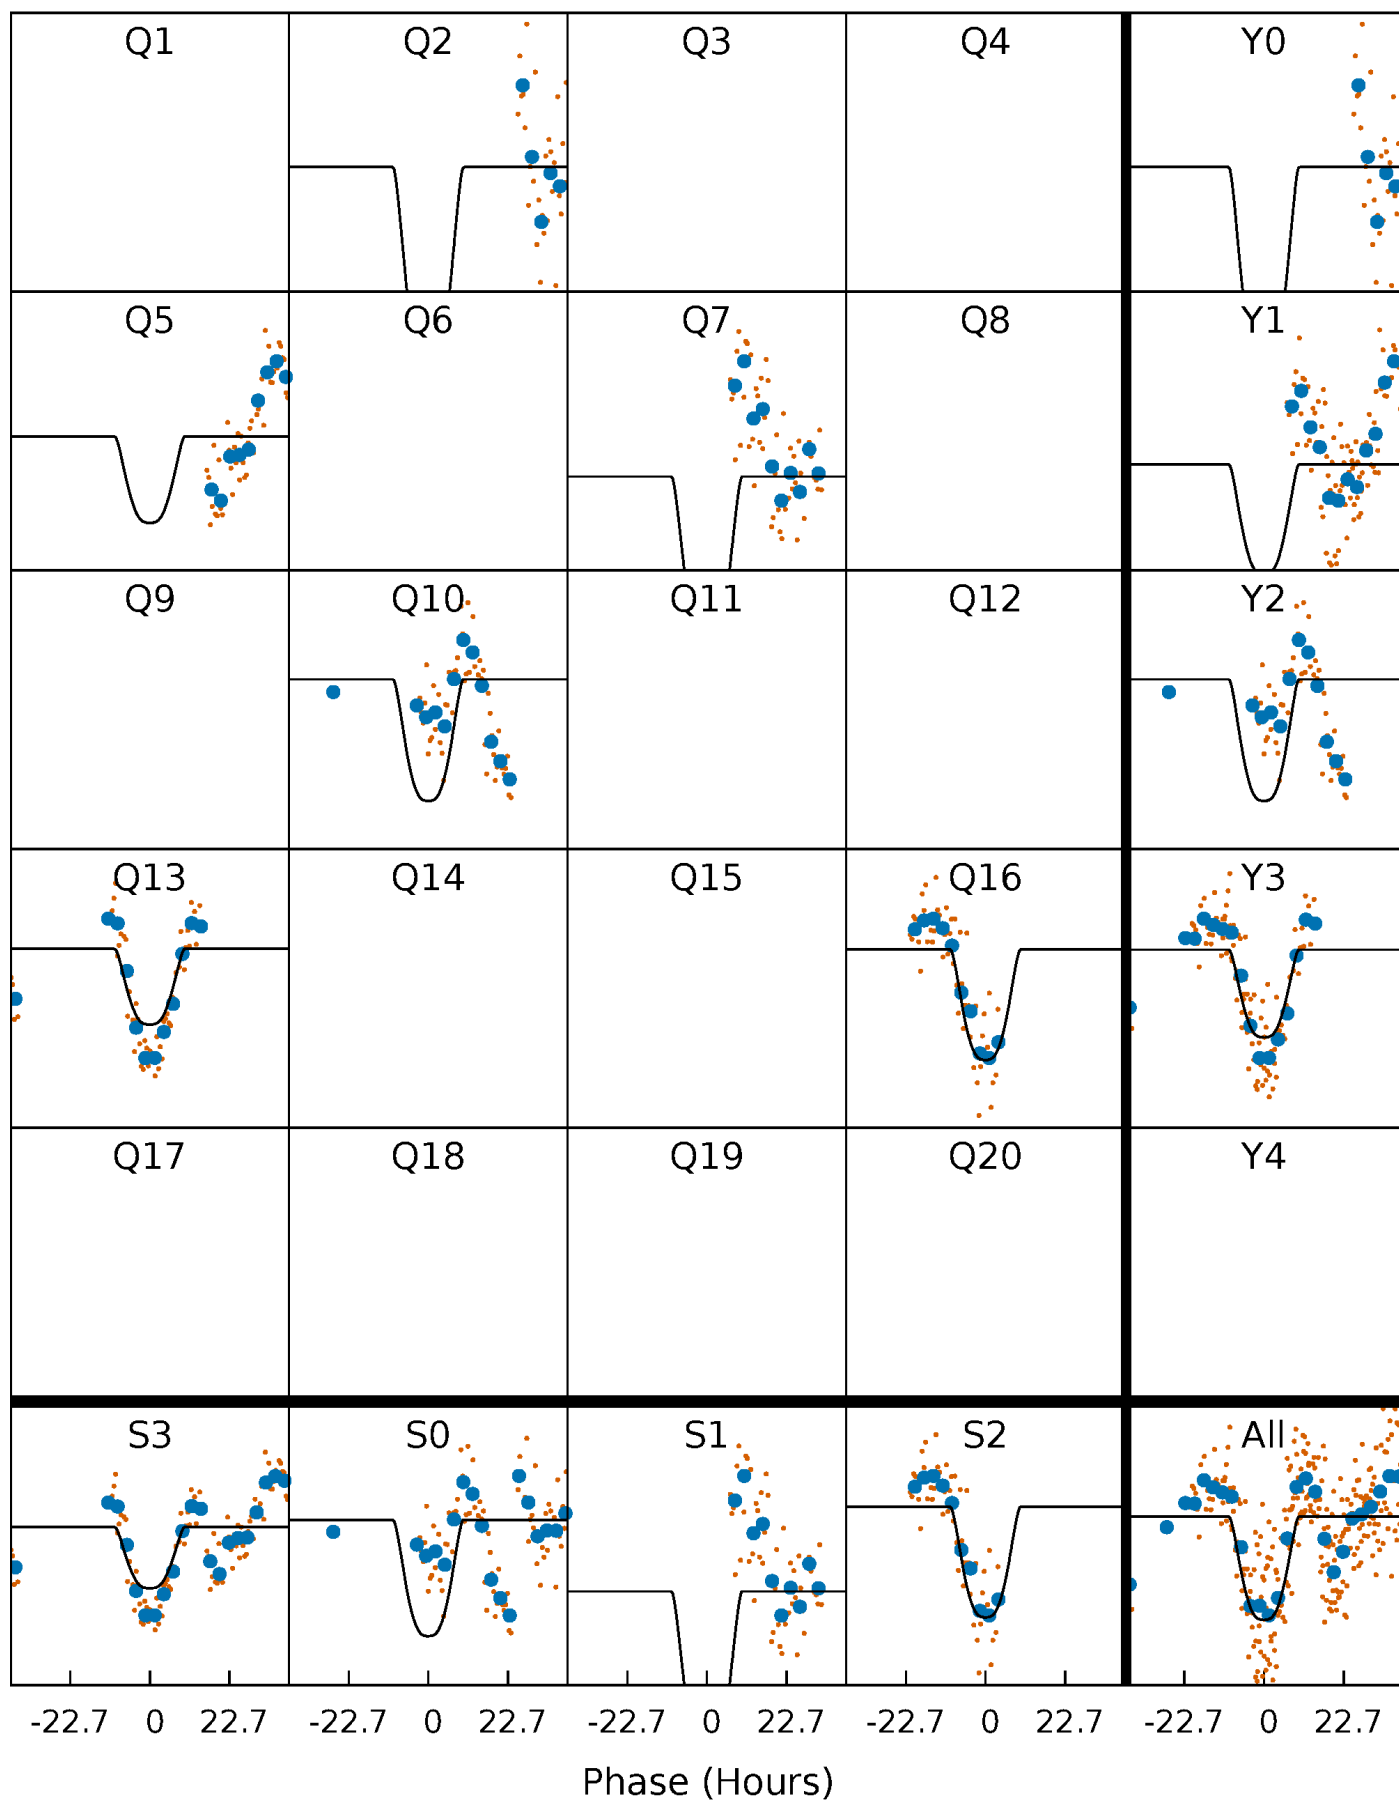 Q1 Q2 Q3 Q4 Y0
Q5 Q6 Q7 Q8 Y1
Q9 Q10 Q11 Q12 Y2
Q13 Q14 Q15 Q16 Y3
Q17 Q18 Q19 Q20 Y4
S3 S0 S1 S2 All
-22.7 0 22.7 -22.7 0 22.7 -22.7 0 22.7 -22.7 0 22.7 -22.7 0 22.7
Phase (Hours)